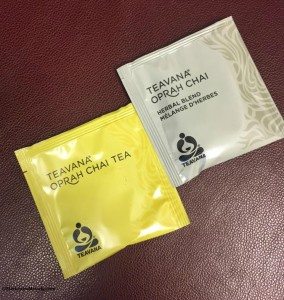 TEAVANA®
OPRAH CHAI
HERBAL BLEND
MÉLANGE D'HERBES
TEAVANA
TEAVANA®
OPRAH CHAI TEA
TEAVANA